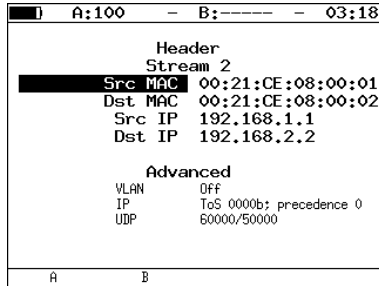 A:100 – B:----- – 03:18
Header
Stream 2
Src MAC 00:21:CE:08:00:01
Dst MAC 00:21:CE:08:00:02
Src IP 192.168.1.1
Dst IP 192.168.2.2
Advanced
VLAN Off
IP ToS 0000b; precedence 0
UDP 60000/50000
A B